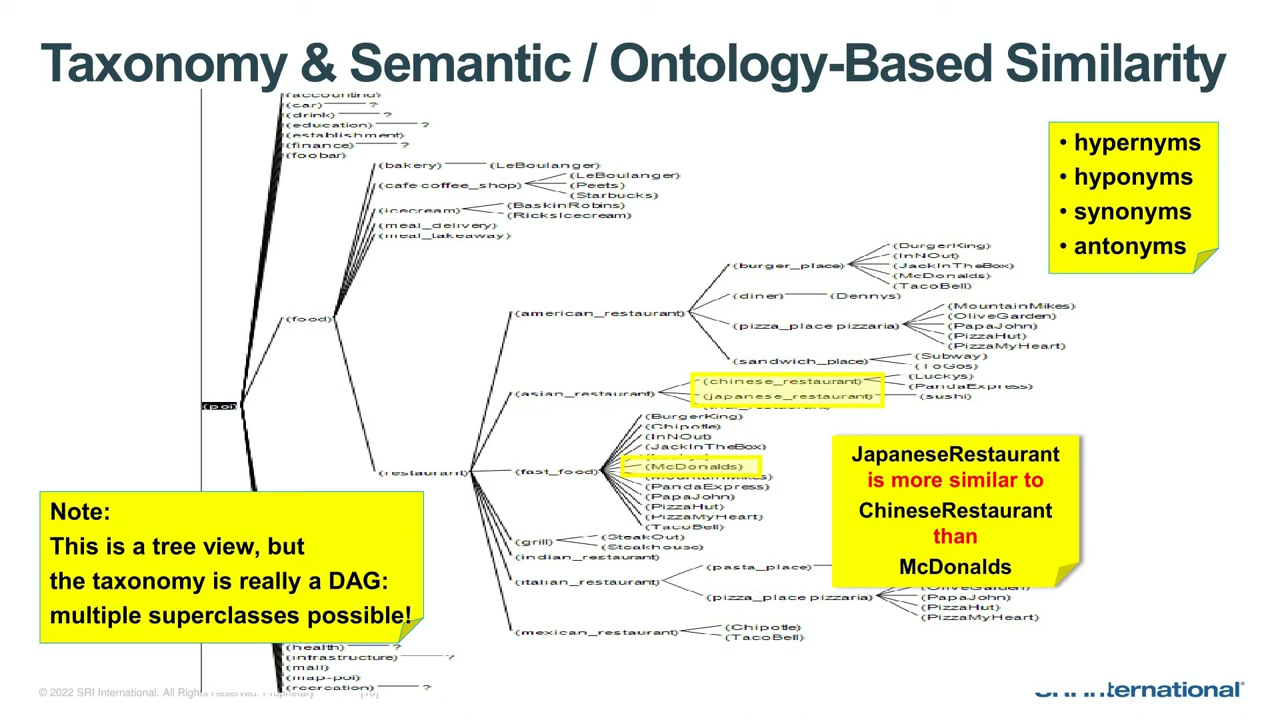 Taxonomy & Semantic / Ontology-Based Similarity
(accounting)
(car) ?
(drink) ?
(education) ?
(establishment)
(finance) ?
(foobar)
(bakery) (LeBoulanger)
(cafe coffee_shop)
(LeBoulanger)
(Peets)
(Starbucks)
(icecream)
(BaskinRobins)
(RicksIcecream)
(meal_delivery)
(meal_takeaway)
(food)
(poi)
(restaurant)
(american_restaurant)
(burger_place)
(BurgerKing)
(InNOut)
(JackInTheBox)
(McDonalds)
(TacoBell)
(diner) (Dennys)
(pizza_place pizzaria)
(MountainMikes)
(OliveGarden)
(PapaJohn)
(PizzaHut)
(PizzaMyHeart)
(sandwich_place)
(Subway)
(ToGos)
(asian_restaurant)
(chinese_restaurant)
(Luckys)
(PandaExpress)
(japanese_restaurant) (sushi)
(fast_food)
(BurgerKing)
(Chipotle)
(InNOut)
(JackInTheBox)
(McDonalds)
(PandaExpress)
(PapaJohn)
(PizzaHut)
(PizzaMyHeart)
(TacoBell)
(grill)
(SteakOut)
(Steakhouse)
(indian_restaurant)
(italian_restaurant)
(pasta_place)
(pizza_place pizzaria)
(OliveGarden)
(PapaJohn)
(PizzaHut)
(PizzaMyHeart)
(mexican_restaurant)
(Chipotle)
(TacoBell)
(health) ?
(infrastructure) ?
(mall)
(map-poi)
(recreation) ?
• hypernyms
• hyponyms
• synonyms
• antonyms
JapaneseRestaurant
is more similar to
ChineseRestaurant
than
McDonalds
Note:
This is a tree view, but
the taxonomy is really a DAG:
multiple superclasses possible!
© 2022 SRI International. All Rights Reserved. Proprietary
SRI International®